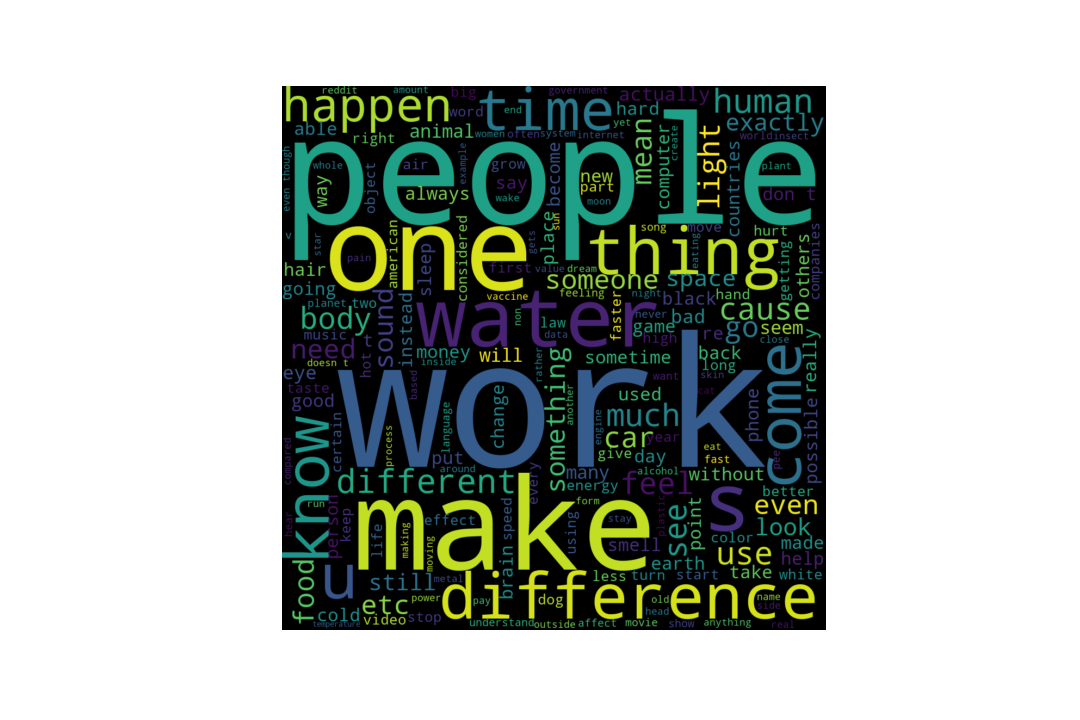 reddit amount big government actually
happen time hard human
word end
able right animal women often system internet yet exactly
people
even though whole way object air example grow say new part moon mean computer create light countries world insect plant don t
always wake become
v star pain american considered one place sun song thing move eating hurt getting others companies
hair sleep first gets value dream someone feeling space
going planet two vaccine water night black hand cause
body music sound instead non law data faster game never bad high re go seem close
need hot r money inside will rather sometime back long really
doesn t
eye taste based work want skin cat come
good change something another used much year phone possible
know certain process language engine car
compared put around give day eat fast without pee
different every many energy alcohol feel better
hear run person keep life making moving effect speed make form using stay smell plastic see point s color even look made
brain earth use help
food u still metal less turn start take white
cold etc power pay difference dog old head name side
video stop understand outside affect movie show anything real
temperature